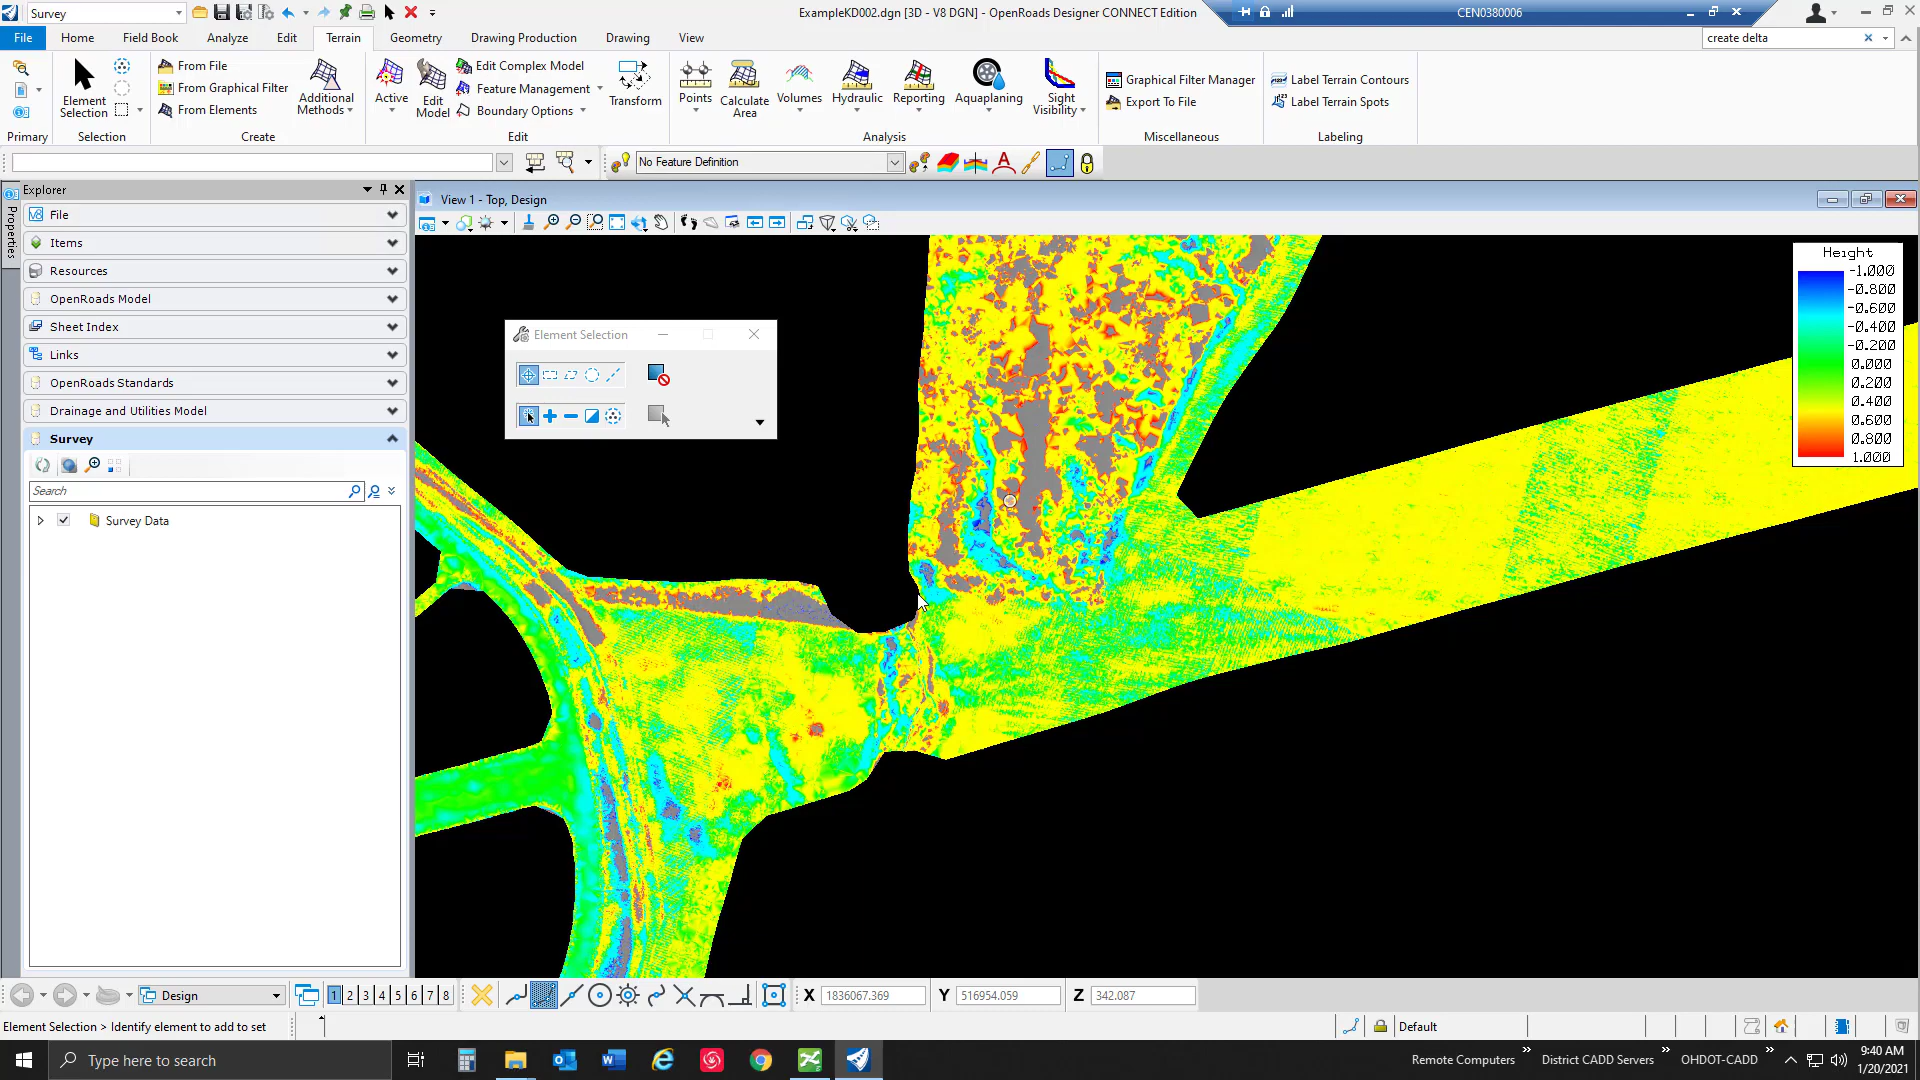 Survey
ExampleKD002.dgn [3D - V8 DGN] - OpenRoads Designer CONNECT Edition
CEN0380006
File
Home
Field Book
Analyze
Edit
Terrain
Geometry
Drawing Production
Drawing
View
create delta
Primary
Element
Selection
Selection
From File
From Graphical Filter
From Elements
Additional
Methods
Create
Active
Edit
Model
Edit Complex Model
Feature Management
Boundary Options
Transform
Edit
Points
Calculate
Area
Volumes
Hydraulic
Reporting
Aquaplaning
Sight
Visibility
Analysis
Graphical Filter Manager
Export To File
Miscellaneous
Label Terrain Contours
Label Terrain Spots
Labeling
No Feature Definition
Properties
Explorer
File
Items
Resources
OpenRoads Model
Sheet Index
Links
OpenRoads Standards
Drainage and Utilities Model
Survey
Search
Survey Data
View 1 - Top, Design
Element Selection
Height
-1.000
-0.800
-0.600
-0.400
-0.200
0.000
0.200
0.400
0.600
0.800
1.000
Design
1 2 3 4 5 6 7 8
X 1836067.369
Y 516954.059
Z 342.087
Element Selection > Identify element to add to set
Default
Type here to search
Remote Computers
District CADD Servers
OHDOT-CADD
9:40 AM
1/20/2021